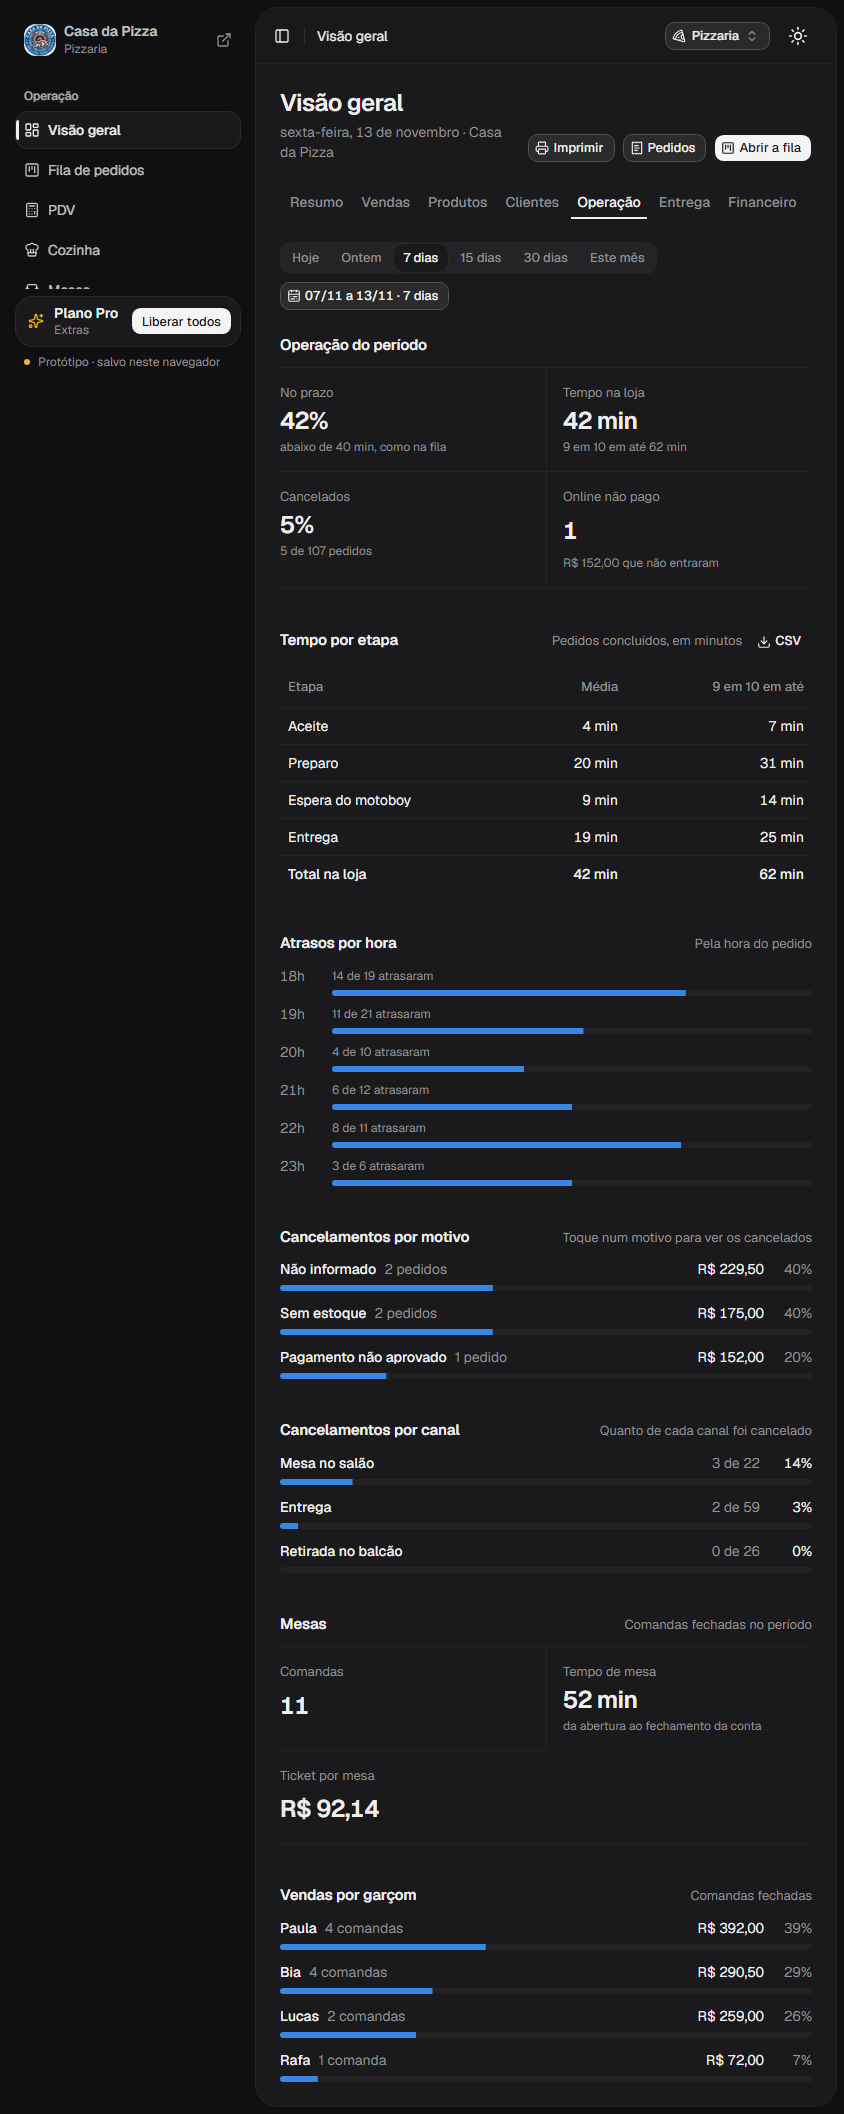 Casa da Pizza
Pizzaria
Operação
Visão geral
Fila de pedidos
PDV
Cozinha
Mesas
Plano Pro
Extras
Liberar todos
Protótipo · salvo neste navegador
Visão geral
Pizzaria
Visão geral
sexta-feira, 13 de novembro · Casa
da Pizza
Imprimir
Pedidos
Abrir a fila
Resumo Vendas Produtos Clientes Operação Entrega Financeiro
Hoje Ontem 7 dias 15 dias 30 dias Este mês
07/11 a 13/11 · 7 dias
Operação do período
No prazo
42%
abaixo de 40 min, como na fila
Tempo na loja
42 min
9 em 10 em até 62 min
Cancelados
5%
5 de 107 pedidos
Online não pago
1
R$ 152,00 que não entraram
Tempo por etapa
Pedidos concluídos, em minutos
CSV
Etapa Média 9 em 10 em até
Aceite 4 min 7 min
Preparo 20 min 31 min
Espera do motoboy 9 min 14 min
Entrega 19 min 25 min
Total na loja 42 min 62 min
Atrasos por hora
Pela hora do pedido
18h 14 de 19 atrasaram
19h 11 de 21 atrasaram
20h 4 de 10 atrasaram
21h 6 de 12 atrasaram
22h 8 de 11 atrasaram
23h 3 de 6 atrasaram
Cancelamentos por motivo
Toque num motivo para ver os cancelados
Não informado 2 pedidos R$ 229,50 40%
Sem estoque 2 pedidos R$ 175,00 40%
Pagamento não aprovado 1 pedido R$ 152,00 20%
Cancelamentos por canal
Quanto de cada canal foi cancelado
Mesa no salão 3 de 22 14%
Entrega 2 de 59 3%
Retirada no balcão 0 de 26 0%
Mesas
Comandas fechadas no período
Comandas
11
Tempo de mesa
52 min
da abertura ao fechamento da conta
Ticket por mesa
R$ 92,14
Vendas por garçom
Comandas fechadas
Paula 4 comandas R$ 392,00 39%
Bia 4 comandas R$ 290,50 29%
Lucas 2 comandas R$ 259,00 26%
Rafa 1 comanda R$ 72,00 7%